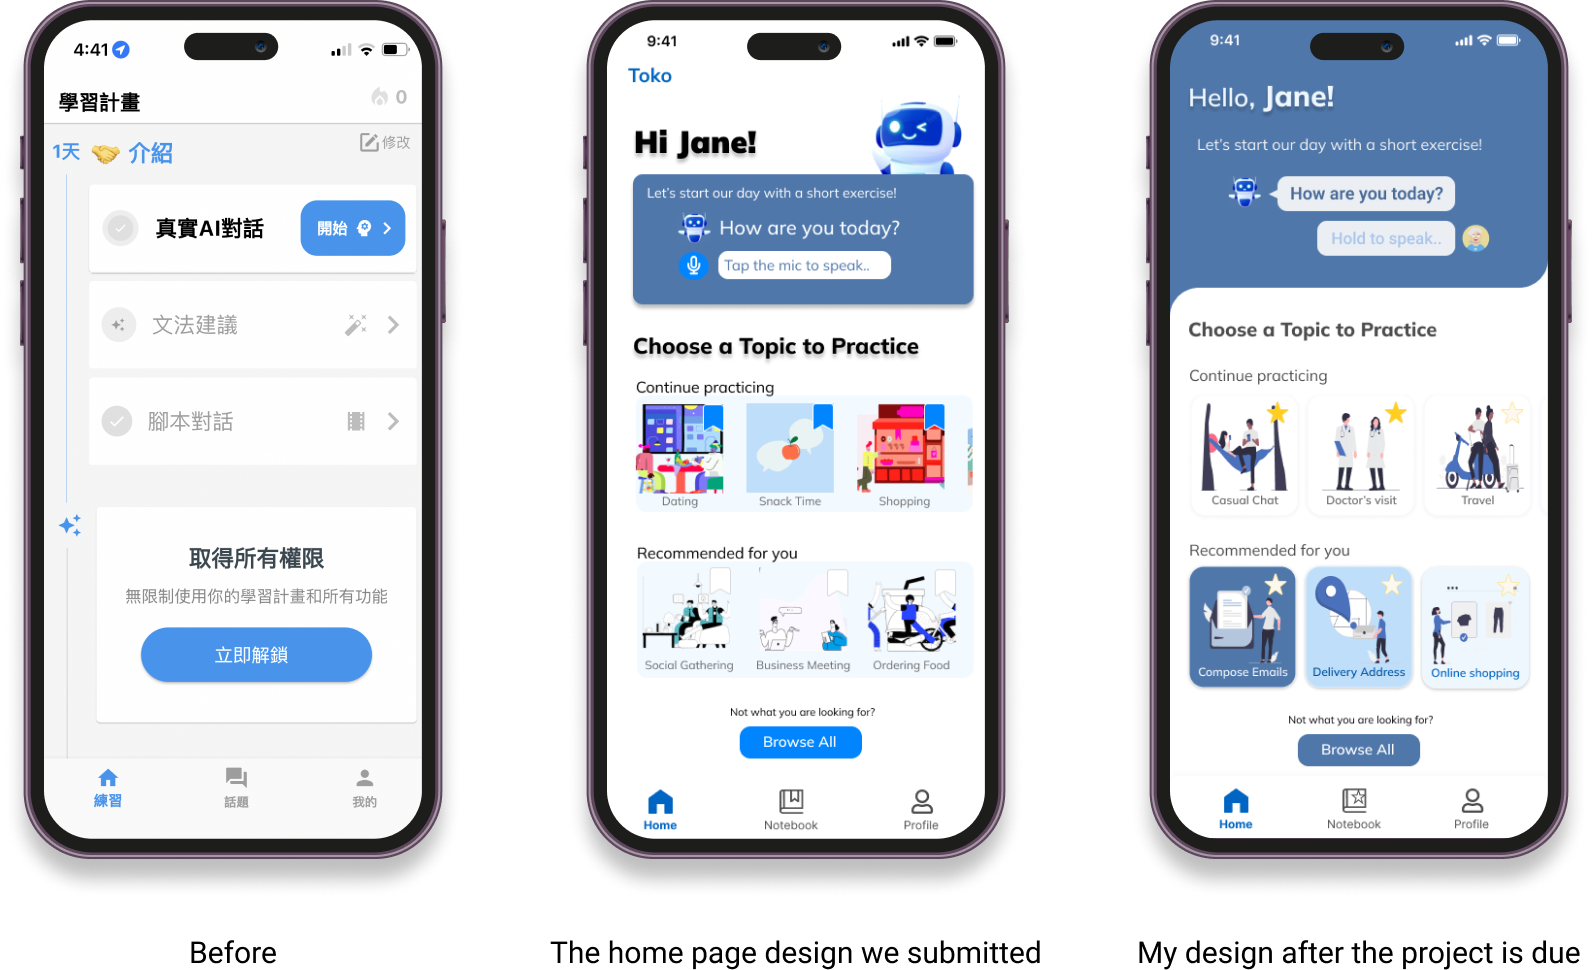 4:41
學習計畫
0
1天 介紹
修改
真實AI對話
開始
文法建議
腳本對話
取得所有權限
無限制使用你的學習計畫和所有功能
立即解鎖
練習
話題
我的
Before
9:41
Toko
Hi Jane!
Let's start our day with a short exercise!
How are you today?
Tap the mic to speak..
Choose a Topic to Practice
Continue practicing
Dating
Snack Time
Shopping
Recommended for you
Social Gathering
Business Meeting
Ordering Food
Not what you are looking for?
Browse All
Home
Notebook
Profile
The home page design we submitted
9:41
Hello, Jane!
Let's start our day with a short exercise!
How are you today?
Hold to speak..
Choose a Topic to Practice
Continue practicing
Casual Chat
Doctor's visit
Travel
Recommended for you
Compose Emails
Delivery Address
Online shopping
Not what you are looking for?
Browse All
Home
Notebook
Profile
My design after the project is due